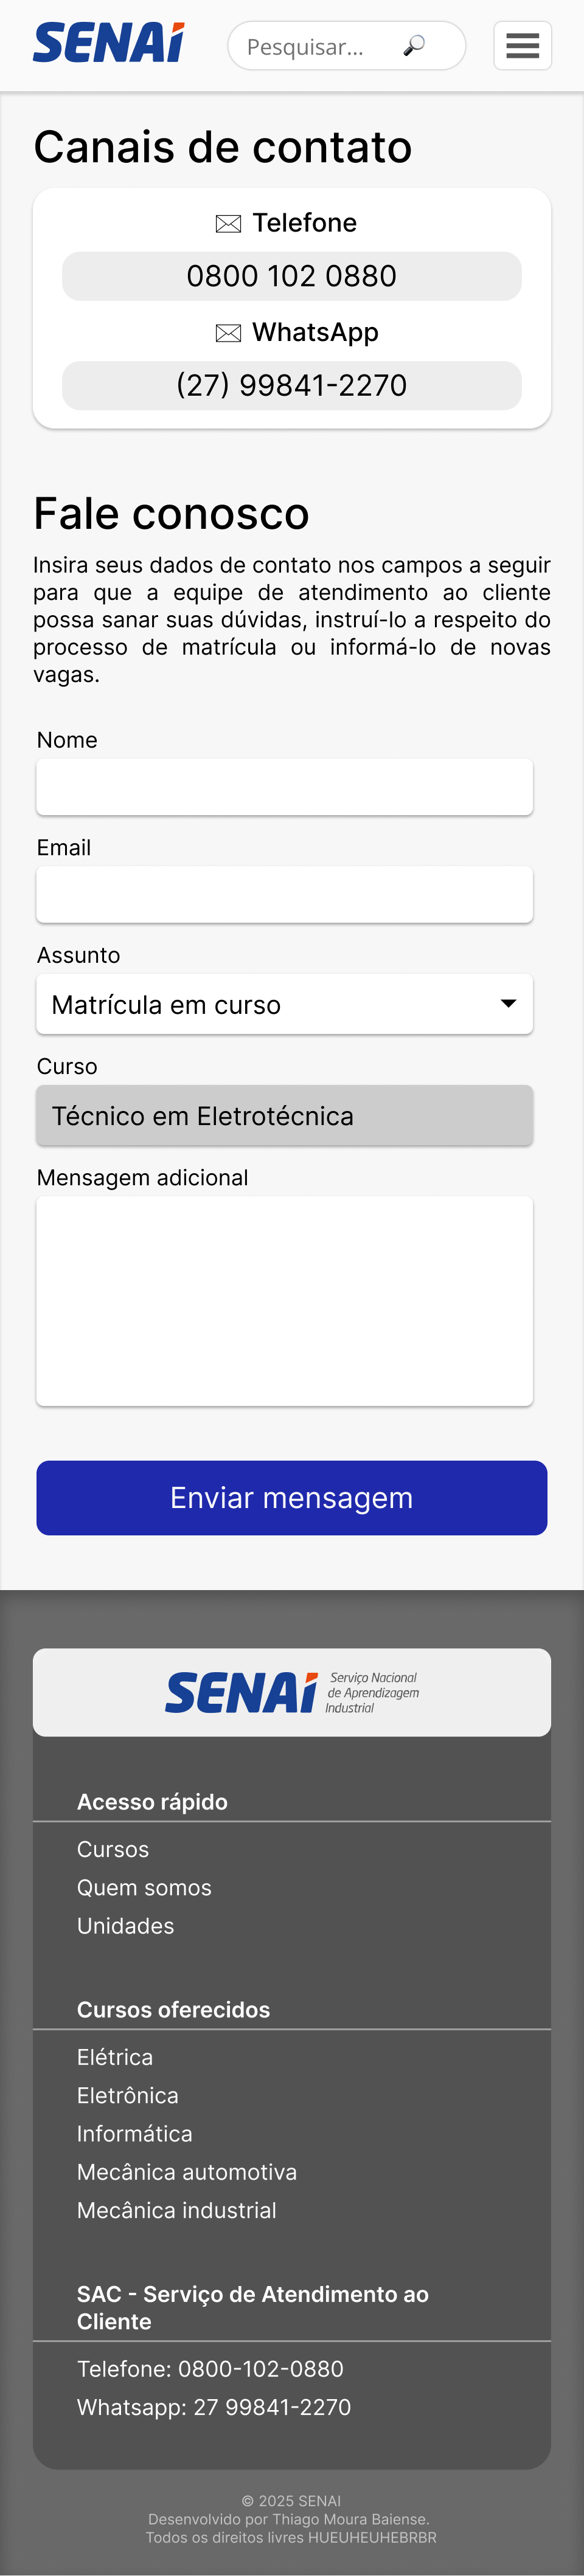 SENAI
Pesquisar...
Canais de contato
Telefone
0800 102 0880
WhatsApp
(27) 99841-2270
Fale conosco
Insira seus dados de contato nos campos a seguir
para que a equipe de atendimento ao cliente
possa sanar suas dúvidas, instruí-lo a respeito do
processo de matrícula ou informá-lo de novas
vagas.
Nome
Email
Assunto
Matrícula em curso
Curso
Técnico em Eletrotécnica
Mensagem adicional
Enviar mensagem
SENAI
Serviço Nacional
de Aprendizagem
Industrial
Acesso rápido
Cursos
Quem somos
Unidades
Cursos oferecidos
Elétrica
Eletrônica
Informática
Mecânica automotiva
Mecânica industrial
SAC - Serviço de Atendimento ao
Cliente
Telefone: 0800-102-0880
Whatsapp: 27 99841-2270
© 2025 SENAI
Desenvolvido por Thiago Moura Baiense.
Todos os direitos livres HUEUHEUHEBRBR